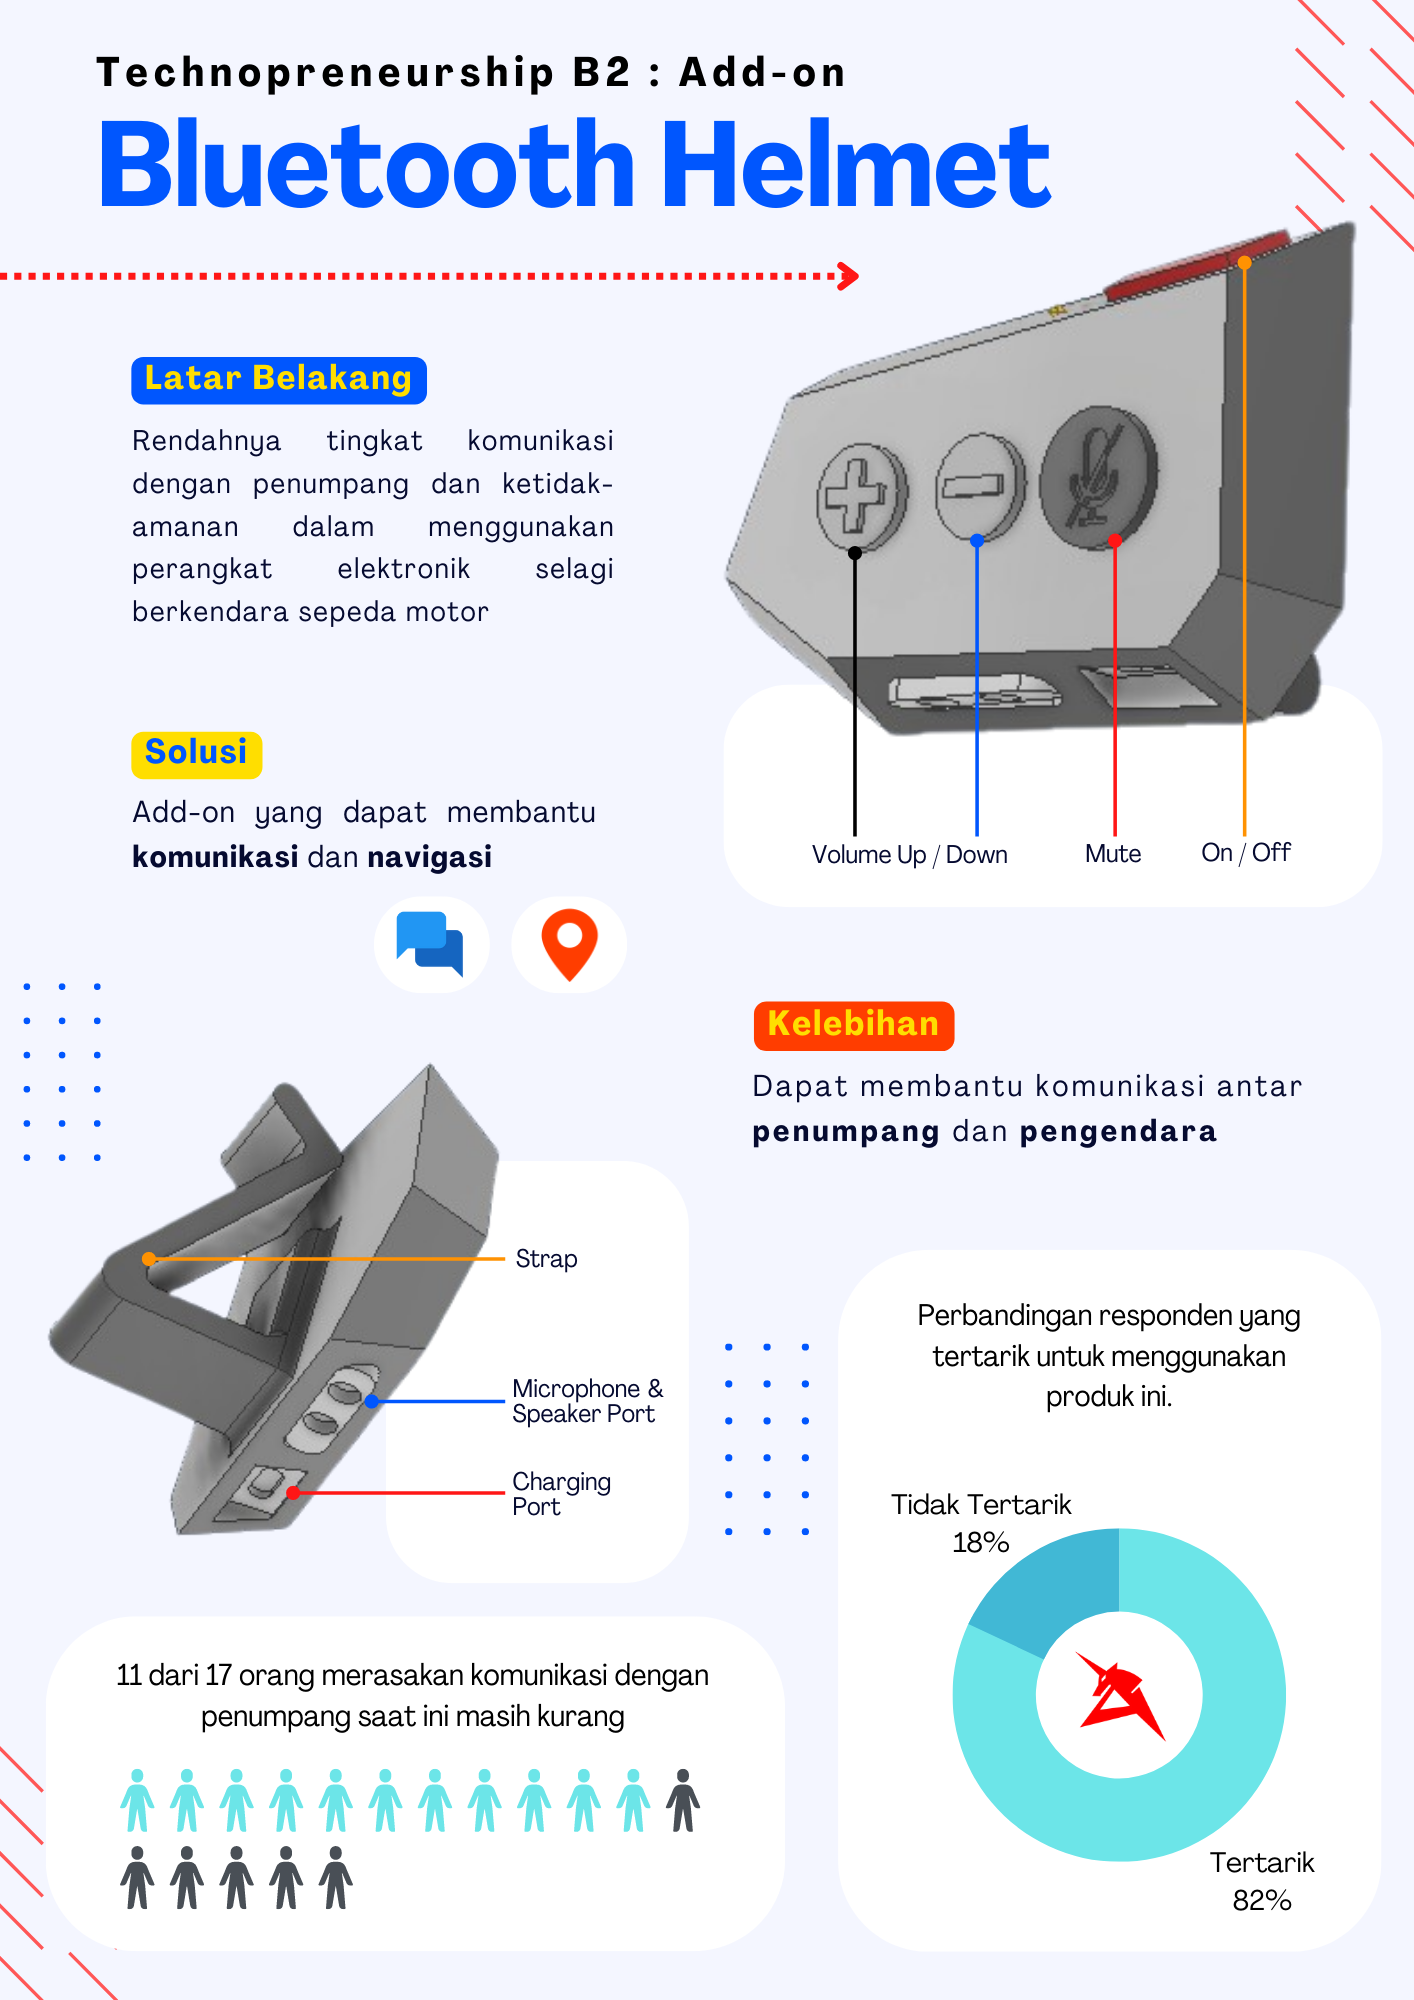 Technopreneurship B2 : Add-on
Bluetooth Helmet
Latar Belakang
Rendahnya tingkat komunikasi
dengan penumpang dan ketidak-
amanan dalam menggunakan
perangkat elektronik selagi
berkendara sepeda motor
Solusi
Add-on yang dapat membantu
komunikasi dan navigasi
Volume Up / Down
Mute
On / Off
Kelebihan
Dapat membantu komunikasi antar
penumpang dan pengendara
Strap
Microphone &
Speaker Port
Charging
Port
Perbandingan responden yang
tertarik untuk menggunakan
produk ini.
Tidak Tertarik
18%
Tertarik
82%
11 dari 17 orang merasakan komunikasi dengan
penumpang saat ini masih kurang